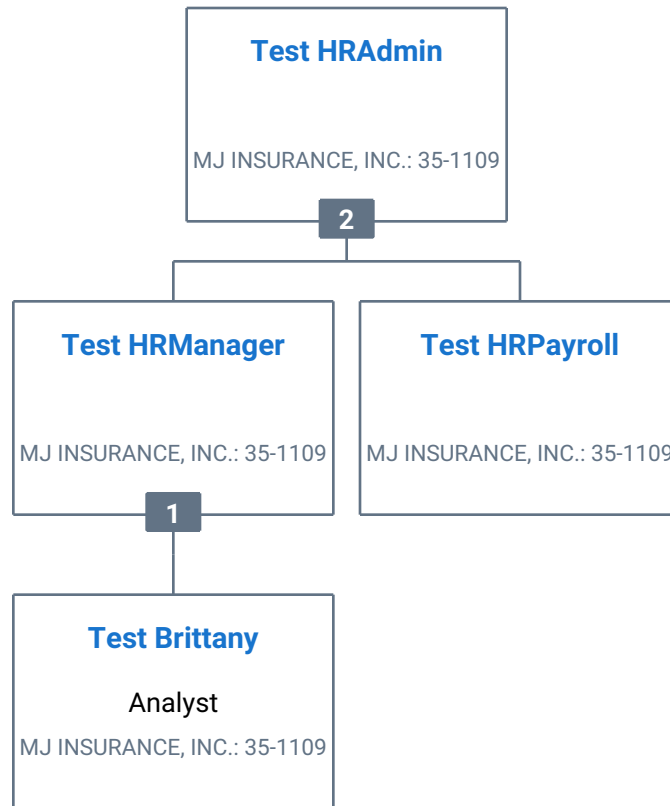 Test HRAdmin
MJ INSURANCE, INC.: 35-1109
2
Test HRManager
MJ INSURANCE, INC.: 35-1109
1
Test HRPayroll
MJ INSURANCE, INC.: 35-1109
Test Brittany
Analyst
MJ INSURANCE, INC.: 35-1109